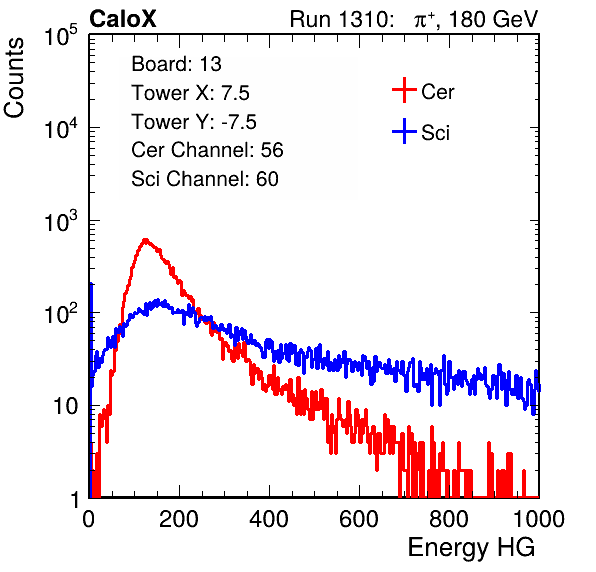 CaloX Run 1310: π⁺, 180 GeV
Counts
10⁵
10⁴
10³
10²
10
1
Board: 13
Tower X: 7.5
Tower Y: -7.5
Cer Channel: 56
Sci Channel: 60
Cer
Sci
0 200 400 600 800 1000
Energy HG